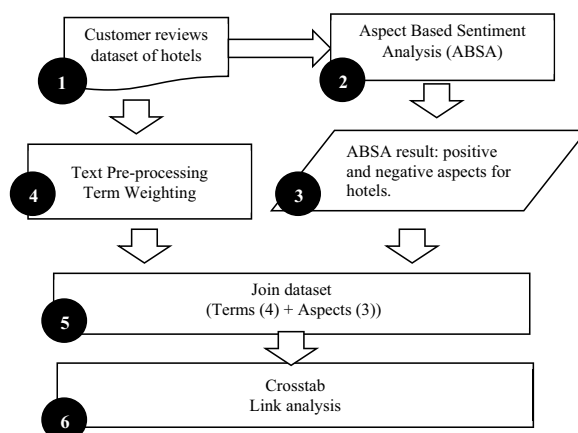 Customer reviews
dataset of hotels
1
Aspect Based Sentiment
Analysis (ABSA)
2
ABSA result: positive
and negative aspects for
hotels.
3
Text Pre-processing
Term Weighting
4
Join dataset
(Terms (4) + Aspects (3))
5
Crosstab
Link analysis
6